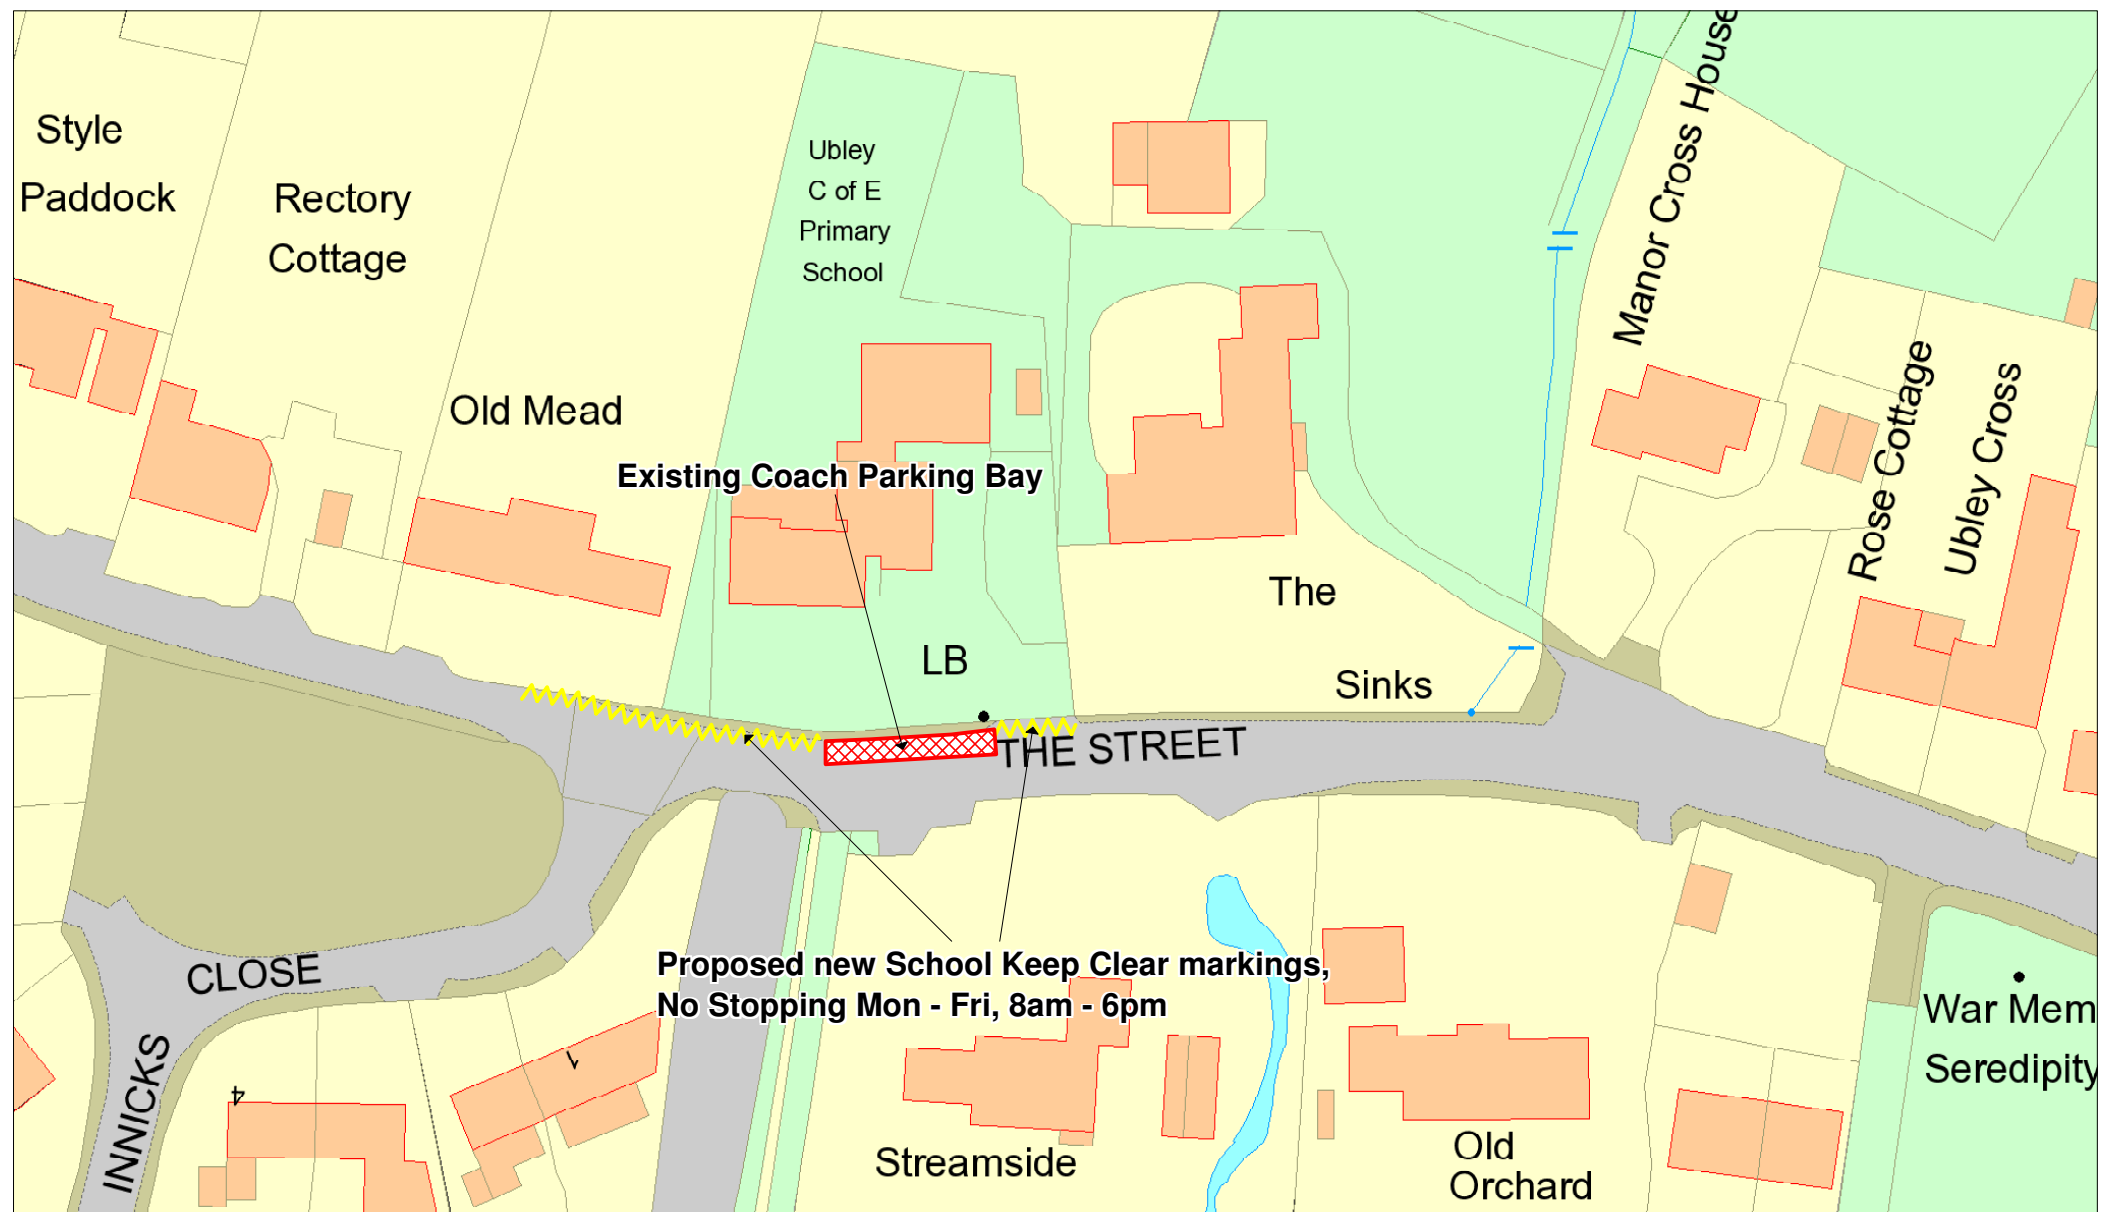 Style
Paddock
Rectory
Cottage
Old Mead
Ubley
C of E
Primary
School
Manor Cross House
Rose Cottage
Ubley Cross
Existing Coach Parking Bay
LB
The
Sinks
THE STREET
CLOSE
INNICKS
Proposed new School Keep Clear markings,
No Stopping Mon - Fri, 8am - 6pm
1
4
Streamside
Old
Orchard
War Mem
Seredipity